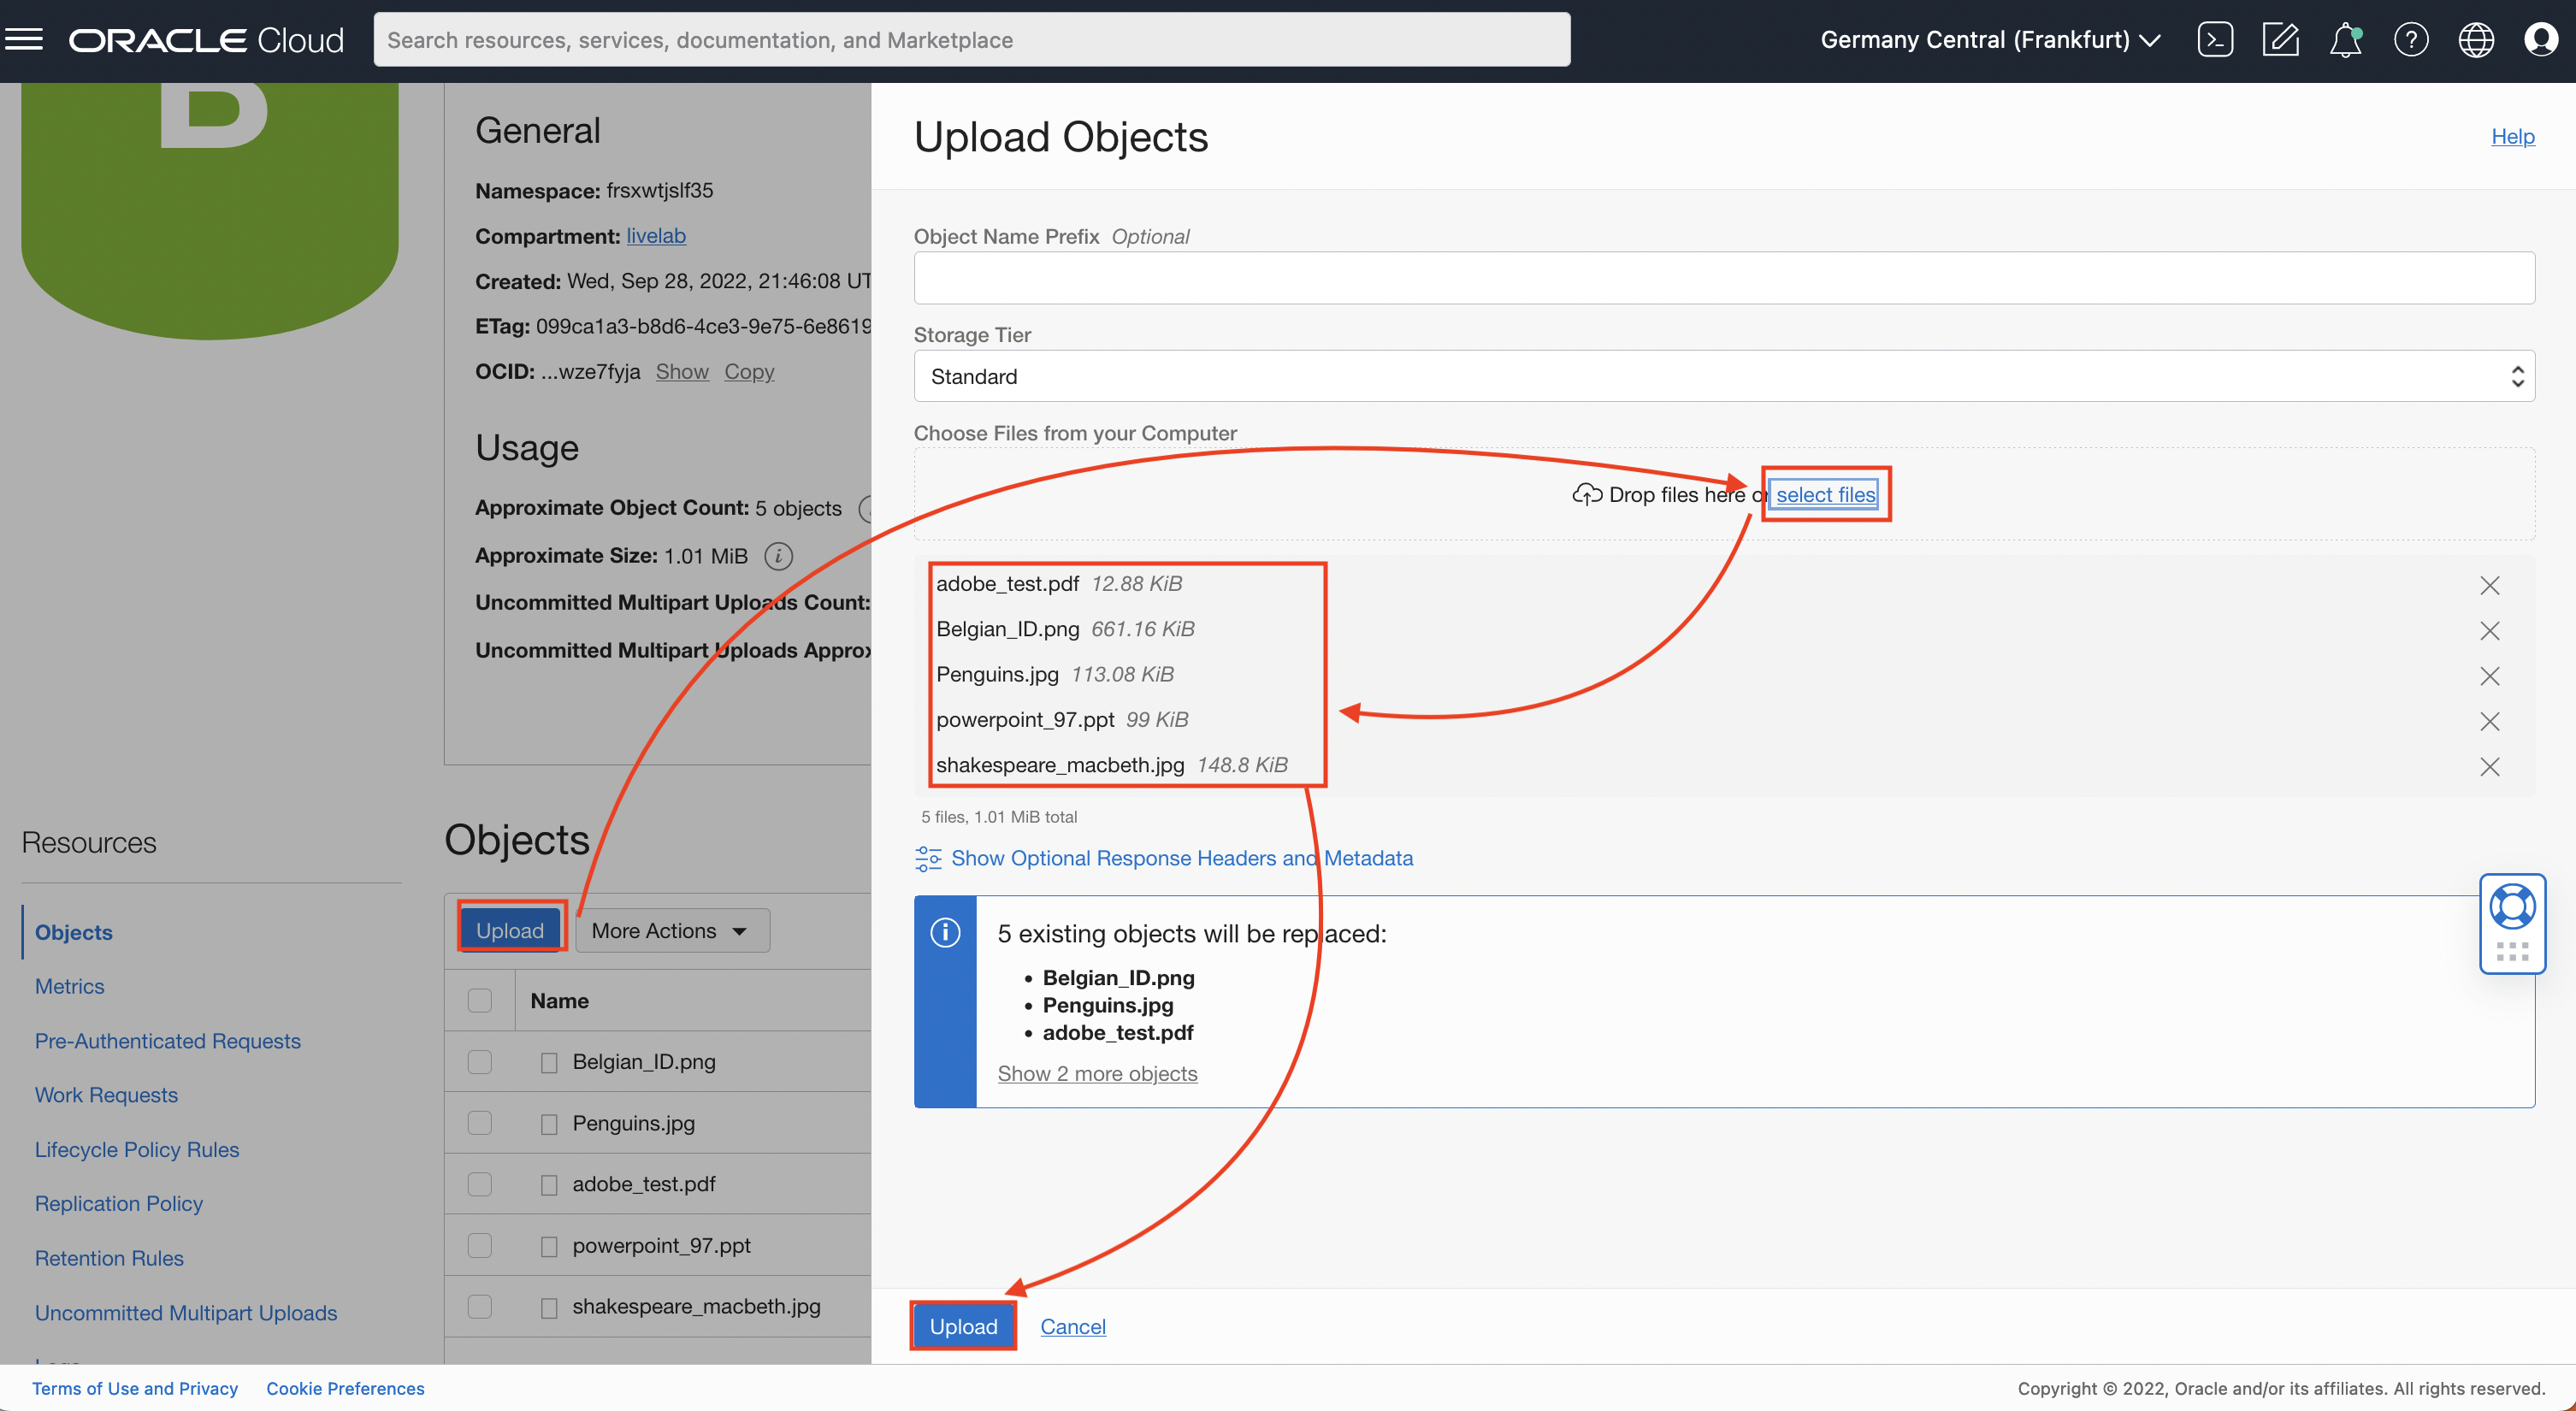 ORACLE Cloud
Search resources, services, documentation, and Marketplace
Germany Central (Frankfurt)
B
General
Namespace: frsxwtjslf35
Compartment: livelab
Created: Wed, Sep 28, 2022, 21:46:08 UT
ETag: 099ca1a3-b8d6-4ce3-9e75-6e8619
OCID: ...wze7fyja Show Copy
Usage
Approximate Object Count: 5 objects
Approximate Size: 1.01 MiB
Uncommitted Multipart Uploads Count:
Uncommitted Multipart Uploads Approx
Resources
Objects
Metrics
Pre-Authenticated Requests
Work Requests
Lifecycle Policy Rules
Replication Policy
Retention Rules
Uncommitted Multipart Uploads
Objects
Upload More Actions
Name
Belgian_ID.png
Penguins.jpg
adobe_test.pdf
powerpoint_97.ppt
shakespeare_macbeth.jpg
Upload Objects
Help
Object Name Prefix Optional
Storage Tier
Standard
Choose Files from your Computer
Drop files here or select files
adobe_test.pdf 12.88 KiB
Belgian_ID.png 661.16 KiB
Penguins.jpg 113.08 KiB
powerpoint_97.ppt 99 KiB
shakespeare_macbeth.jpg 148.8 KiB
5 files, 1.01 MiB total
Show Optional Response Headers and Metadata
5 existing objects will be replaced:
• Belgian_ID.png
• Penguins.jpg
• adobe_test.pdf
Show 2 more objects
Upload Cancel
Terms of Use and Privacy Cookie Preferences
Copyright © 2022, Oracle and/or its affiliates. All rights reserved.